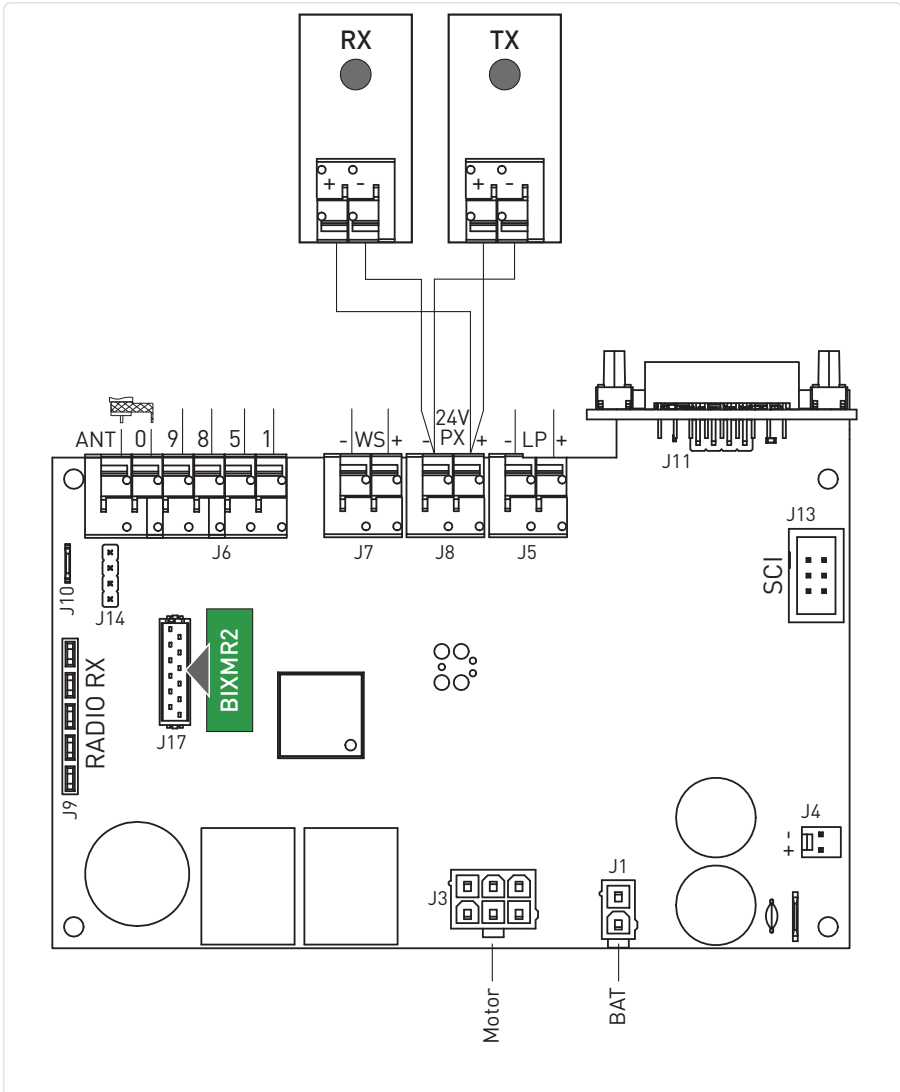 RX TX
+ - + -
24V
ANT 0 9 8 5 1 - WS + - PX + - LP +
J11
J6 J7 J8 J5 J13
SCI
J10
J14
BIXMR2
RADIO RX
J17
J9
J4
+ -
J1
J3
Motor
BAT